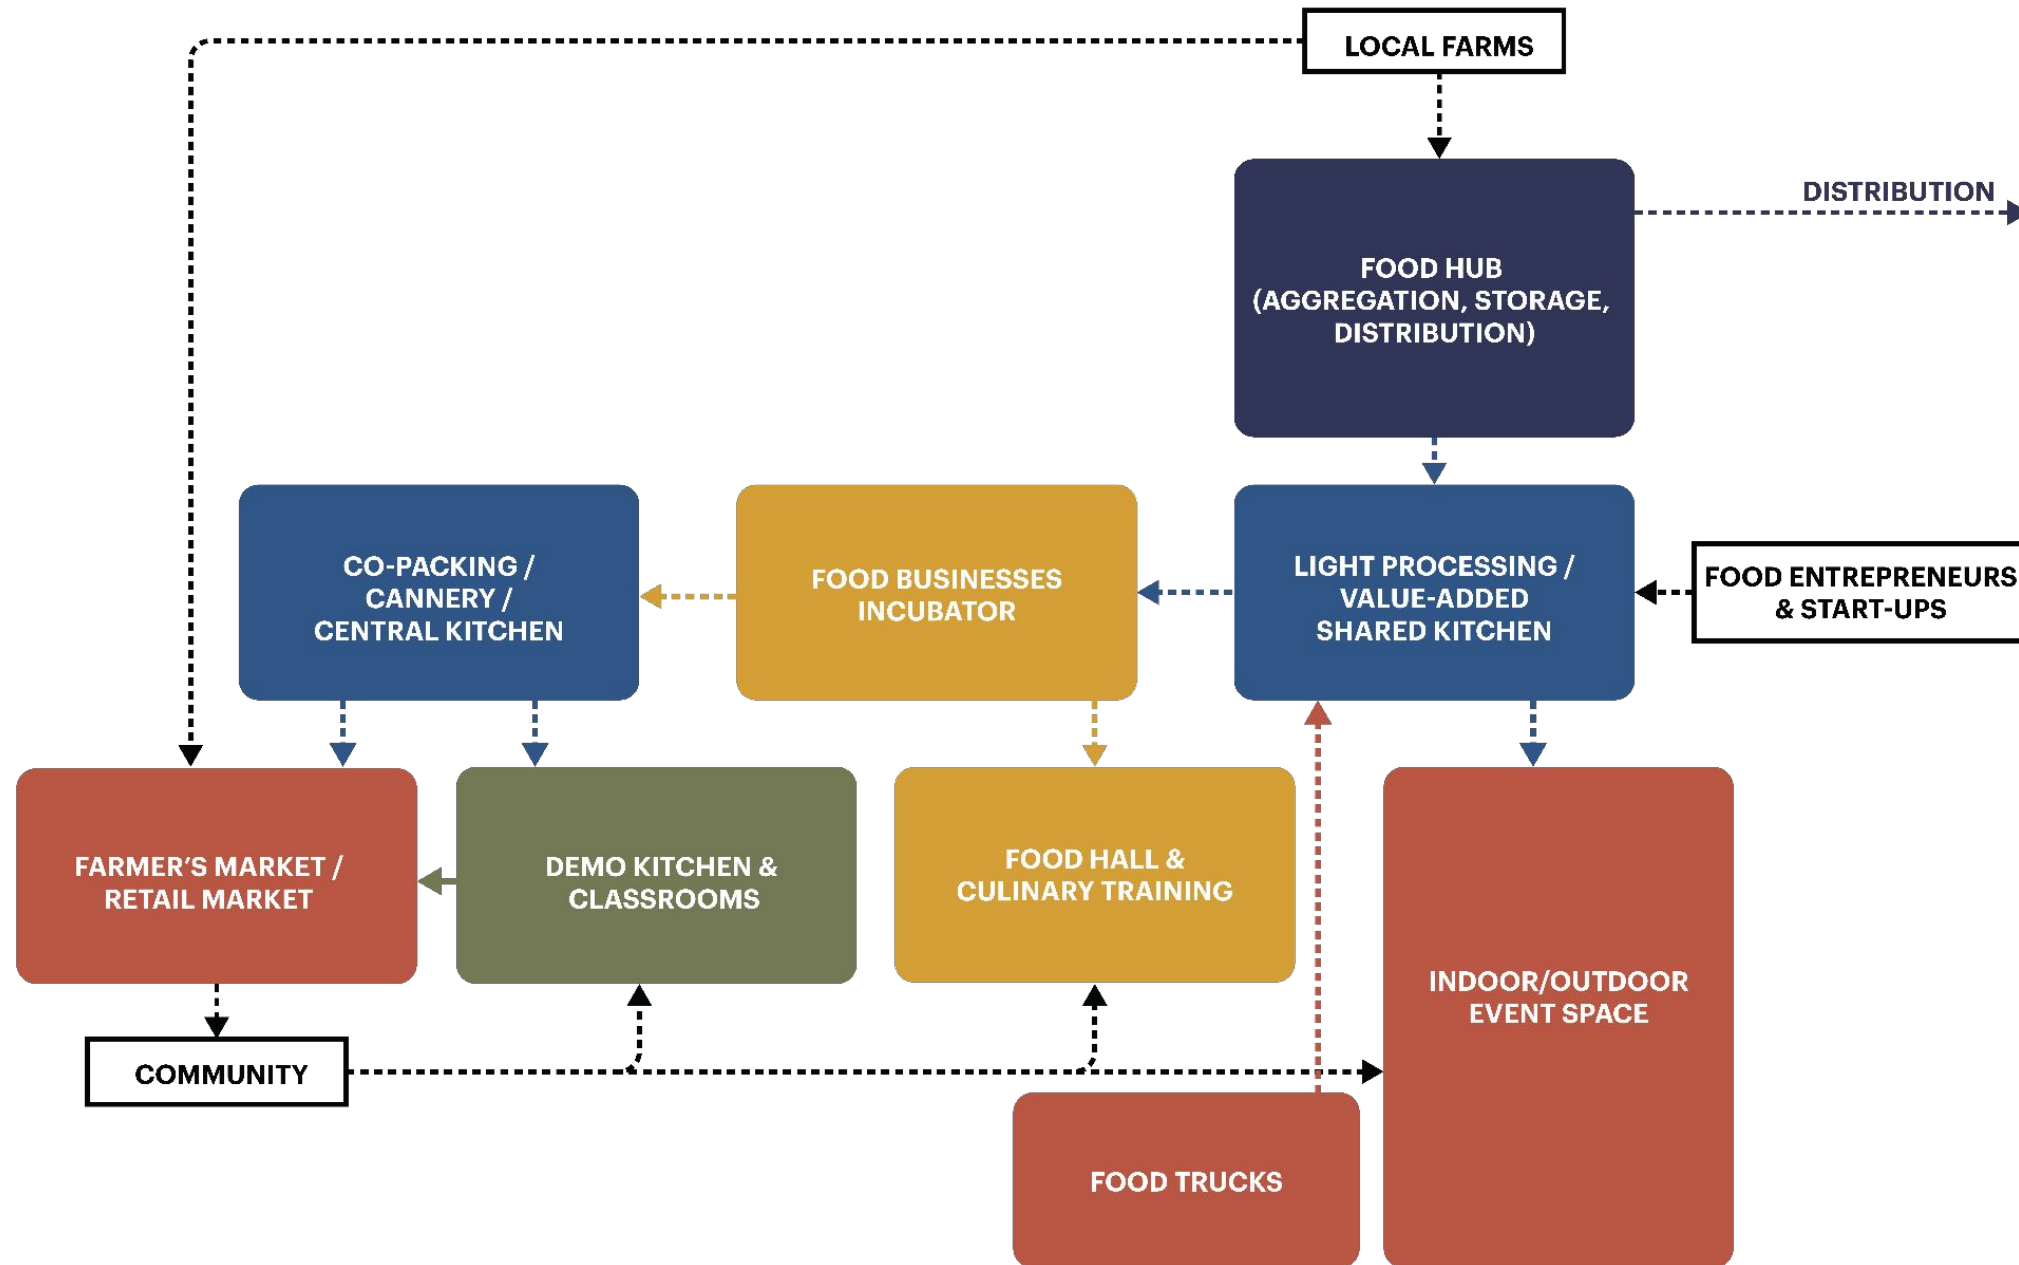 LOCAL FARMS
DISTRIBUTION
FOOD HUB
(AGGREGATION, STORAGE,
DISTRIBUTION)
CO-PACKING /
CANNERY /
CENTRAL KITCHEN
FOOD BUSINESSES
INCUBATOR
LIGHT PROCESSING /
VALUE-ADDED
SHARED KITCHEN
FOOD ENTREPRENEURS
& START-UPS
FARMER’S MARKET /
RETAIL MARKET
DEMO KITCHEN &
CLASSROOMS
FOOD HALL &
CULINARY TRAINING
INDOOR/OUTDOOR
EVENT SPACE
COMMUNITY
FOOD TRUCKS